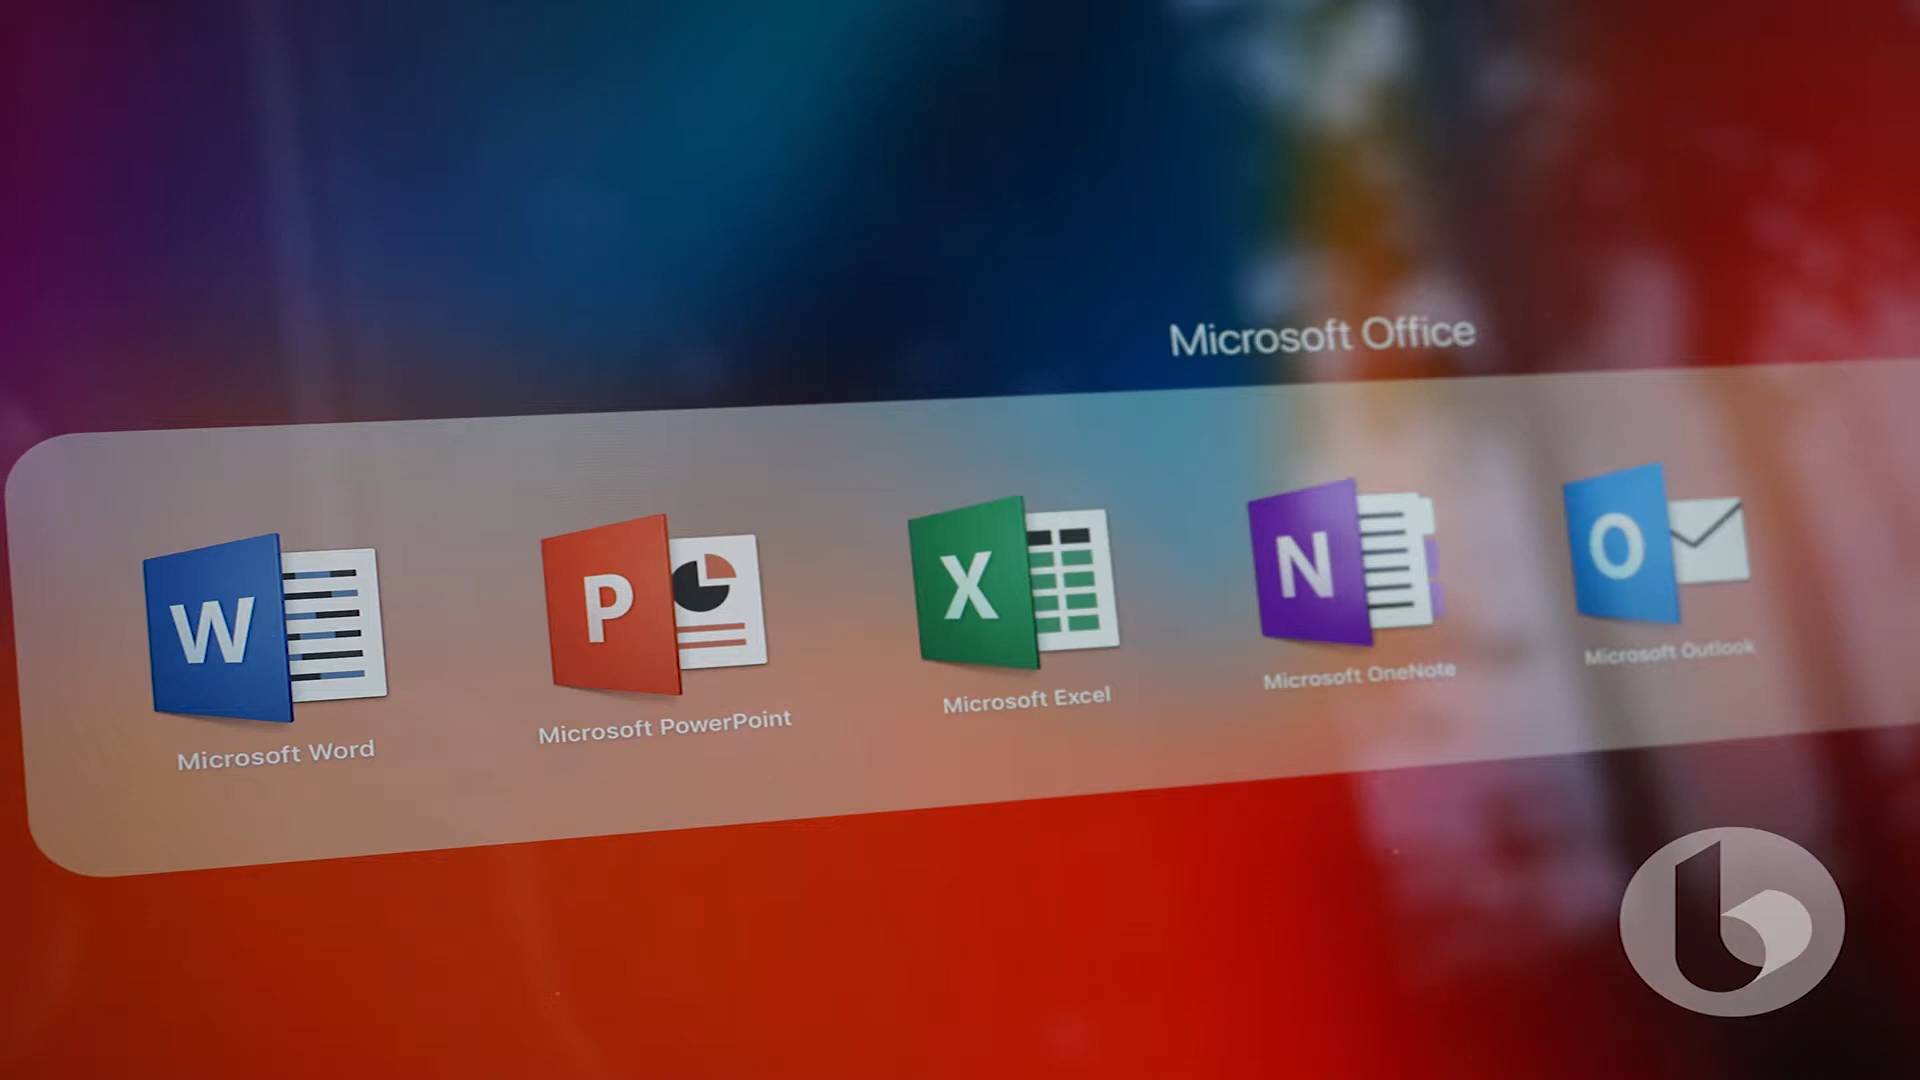 Microsoft Office
W
P
X
N
O
Microsoft Word
Microsoft PowerPoint
Microsoft Excel
Microsoft OneNote
Microsoft Outlook
b